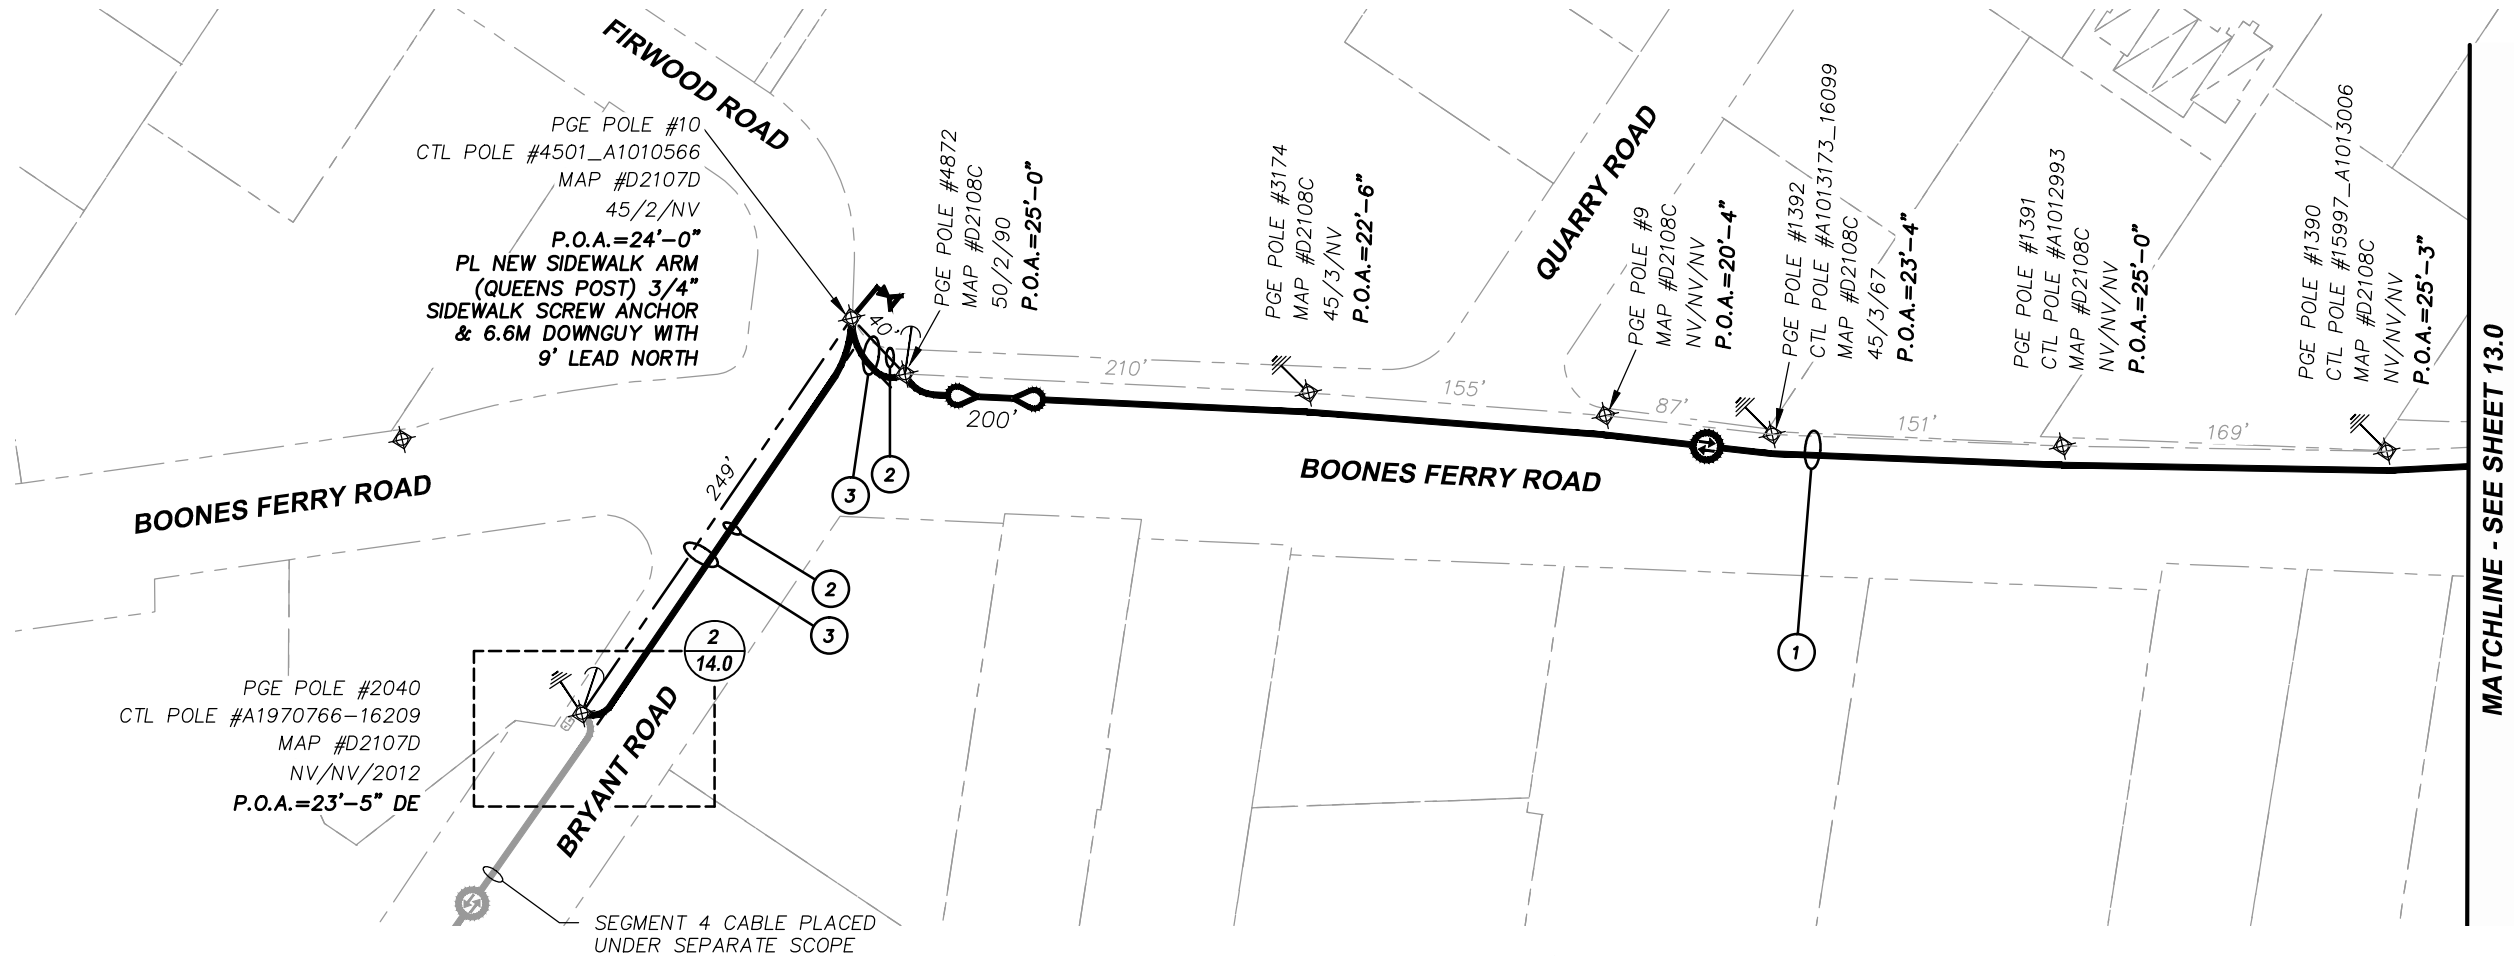 FIRWOOD ROAD
PGE POLE #10
CTL POLE #4501_A1010566
MAP #D2107D
45/2/NV
P.O.A.=24'-0"
PL NEW SIDEWALK ARM
(QUEENS POST) 3/4"
SIDEWALK SCREW ANCHOR
& 6.6M DOWNGUY WITH
9' LEAD NORTH
40'
PGE POLE #4872
MAP #D2108C
50/2/90
P.O.A.=25'-0"
210'
200'
PGE POLE #3174
MAP #D2108C
45/3/NV
P.O.A.=22'-6"
155'
QUARRY ROAD
PGE POLE #9
MAP #D2108C
NV/NV/NV
P.O.A.=20'-4"
87'
PGE POLE #1392
CTL POLE #A1013173_16099
MAP #D2108C
45/3/67
P.O.A.=23'-4"
151'
PGE POLE #1391
CTL POLE #A1012993
MAP #D2108C
NV/NV/NV
P.O.A.=25'-0"
169'
PGE POLE #1390
CTL POLE #15997_A1013006
MAP #D2108C
NV/NV/NV
P.O.A.=25'-3"
MATCHLINE - SEE SHEET 13.0
BOONES FERRY ROAD
BOONES FERRY ROAD
249'
3
2
2
3
1
2
14.0
PGE POLE #2040
CTL POLE #A1970766-16209
MAP #D2107D
NV/NV/2012
P.O.A.=23'-5" DE
BRYANT ROAD
SEGMENT 4 CABLE PLACED
UNDER SEPARATE SCOPE